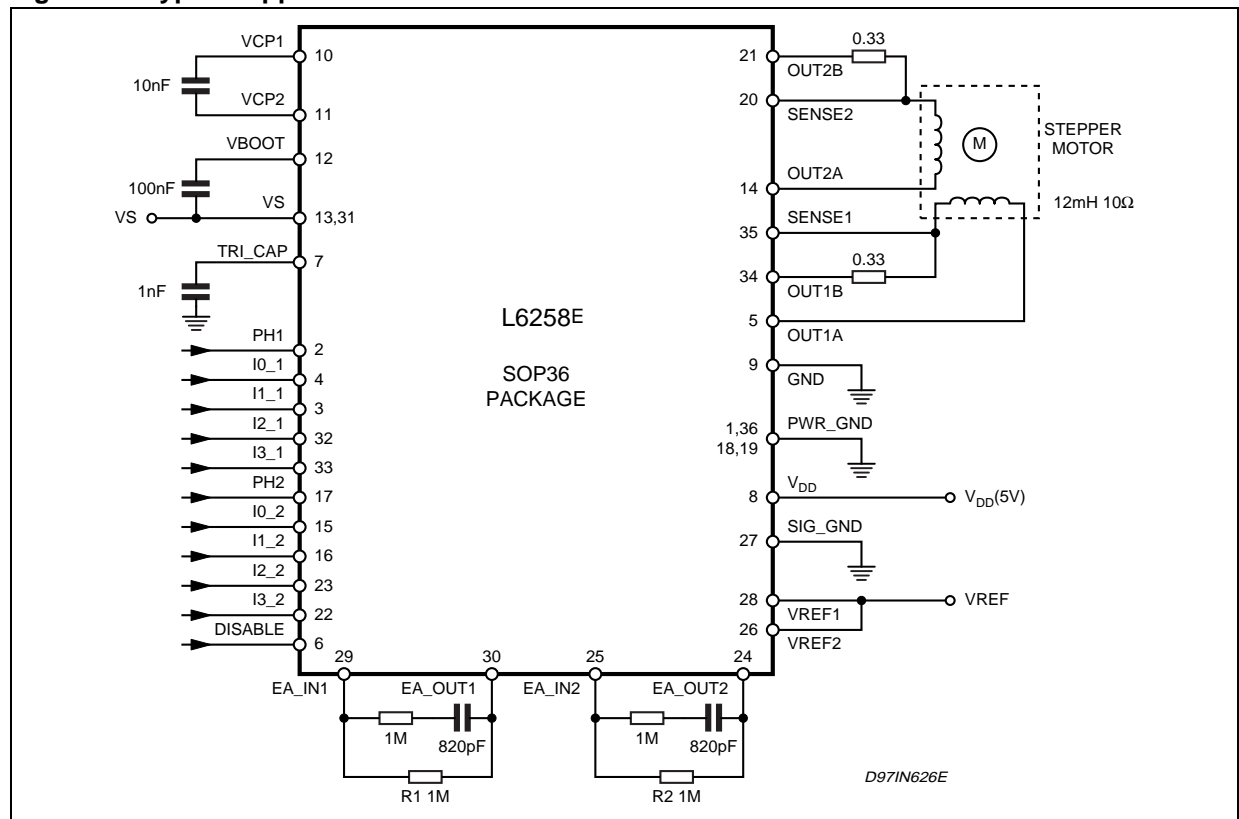 VCP1
10
10nF
VCP2
11
VBOOT
12
100nF
VS
VS
13,31
TRI_CAP
7
1nF
PH1
2
I0_1
4
I1_1
3
I2_1
32
I3_1
33
PH2
17
I0_2
15
I1_2
16
I2_2
23
I3_2
22
DISABLE
6
L6258E
SOP36
PACKAGE
21
OUT2B
0.33
20
SENSE2
M
STEPPER
MOTOR
14
OUT2A
12mH 10Ω
35
SENSE1
34
OUT1B
0.33
5
OUT1A
9
GND
1,36
18,19
PWR_GND
8
VDD
VDD(5V)
27
SIG_GND
28
VREF1
VREF
26
VREF2
29
EA_IN1
30
EA_OUT1
25
EA_IN2
24
EA_OUT2
1M
820pF
R1 1M
1M
820pF
R2 1M
D97IN626E